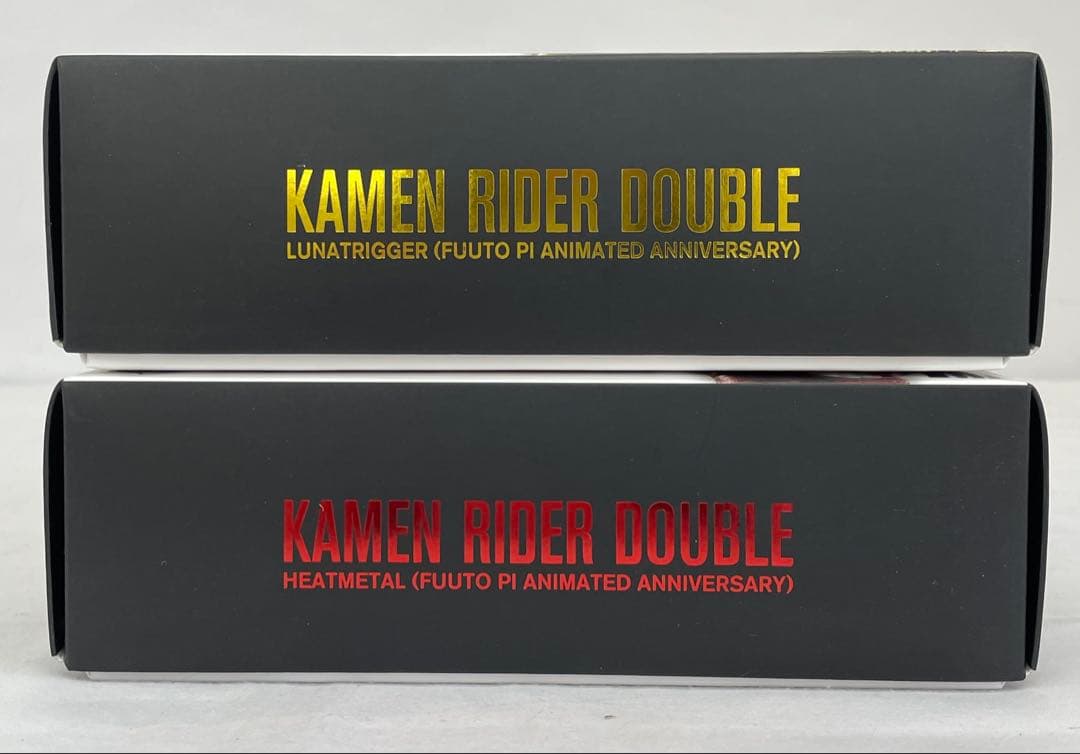 KAMEN RIDER DOUBLE
LUNATRIGGER (FUUTO PI ANIMATED ANNIVERSARY)
KAMEN RIDER DOUBLE
HEATMETAL (FUUTO PI ANIMATED ANNIVERSARY)